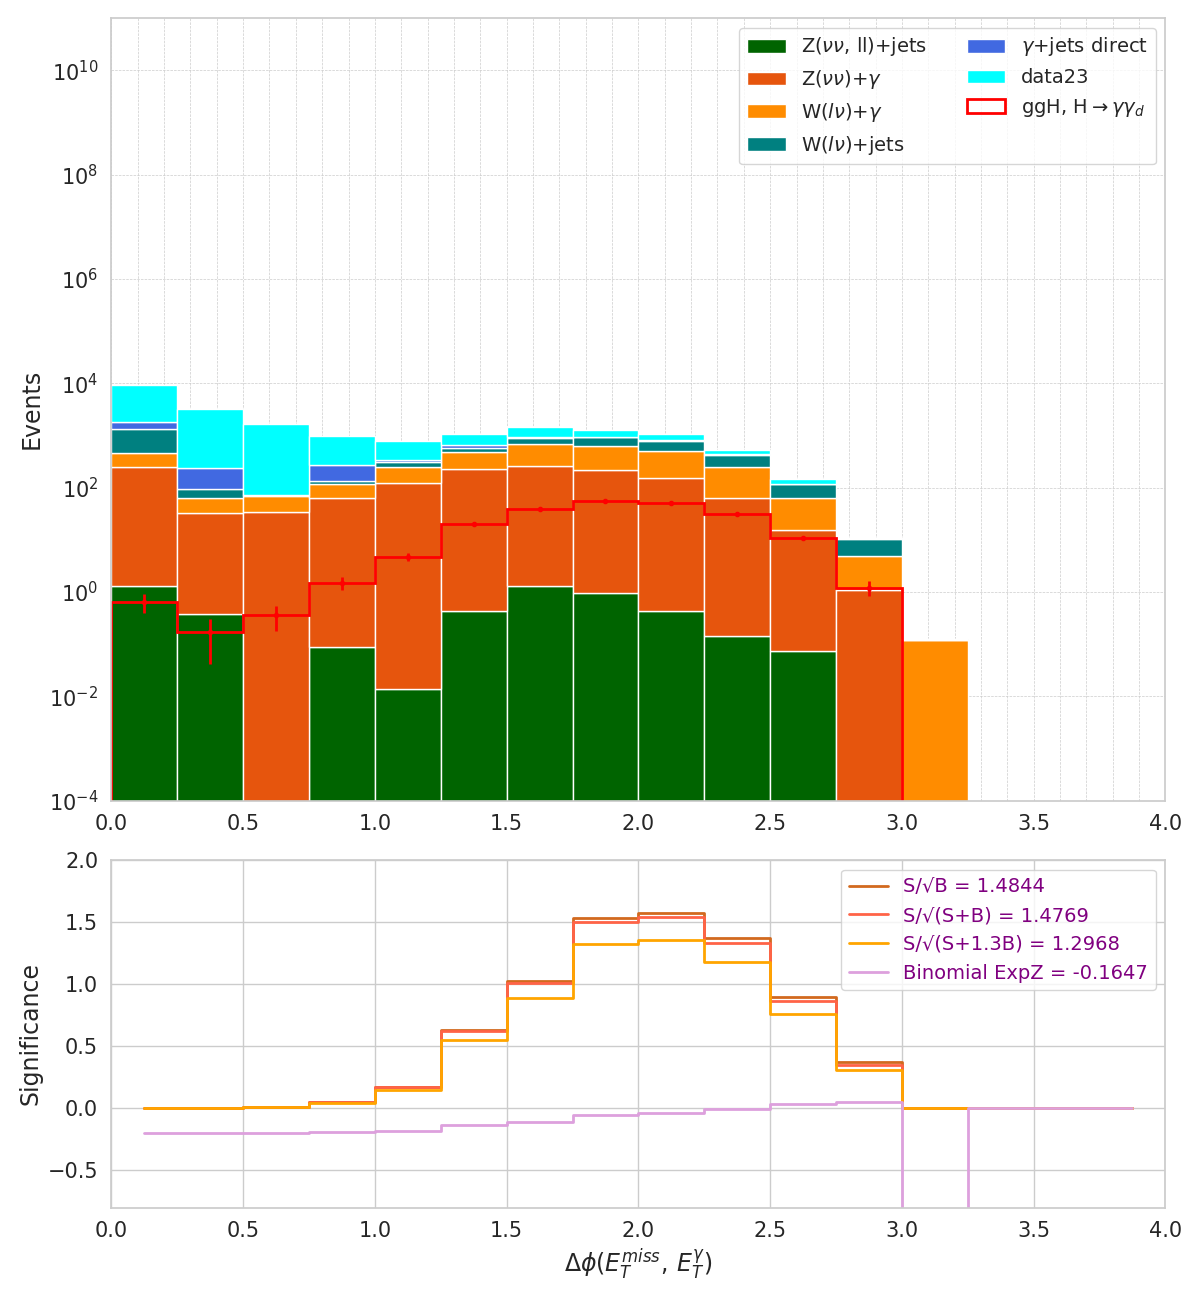 Z(νν, ll)+jets
Z(νν)+γ
W(lν)+γ
W(lν)+jets
γ+jets direct
data23
ggH, H→γγ_d
Events
10^10
10^8
10^6
10^4
10^2
10^0
10^−2
10^−4
0.0 0.5 1.0 1.5 2.0 2.5 3.0 3.5 4.0
S/√B = 1.4844
S/√(S+B) = 1.4769
S/√(S+1.3B) = 1.2968
Binomial ExpZ = -0.1647
Significance
2.0
1.5
1.0
0.5
0.0
−0.5
0.0 0.5 1.0 1.5 2.0 2.5 3.0 3.5 4.0
Δϕ(E_T^miss, E_T^γ)